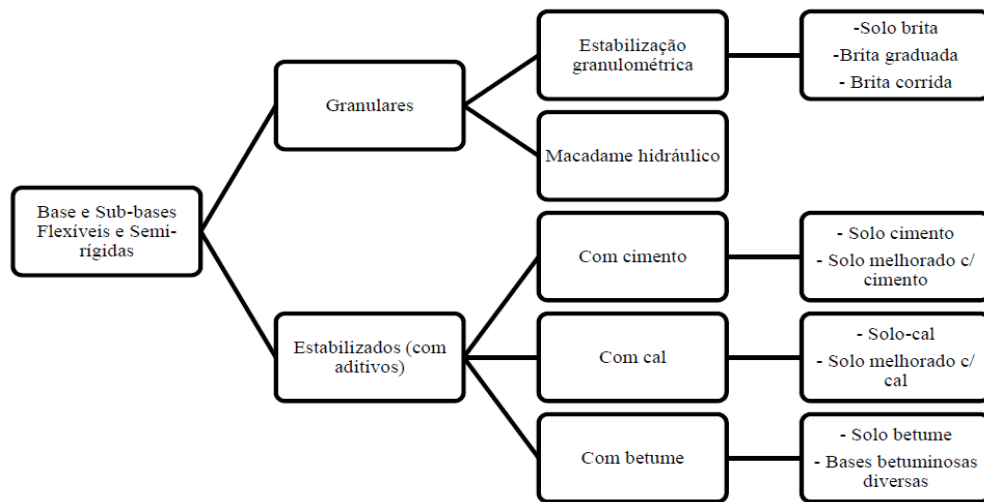 Base e Sub-bases
Flexíveis e Semi-
rígidas
Granulares
Estabilização
granulométrica
-Solo brita
-Brita graduada
- Brita corrida
Macadame hidráulico
Estabilizados (com
aditivos)
Com cimento
- Solo cimento
- Solo melhorado c/
cimento
Com cal
- Solo-cal
- Solo melhorado c/
cal
Com betume
- Solo betume
- Bases betuminosas
diversas